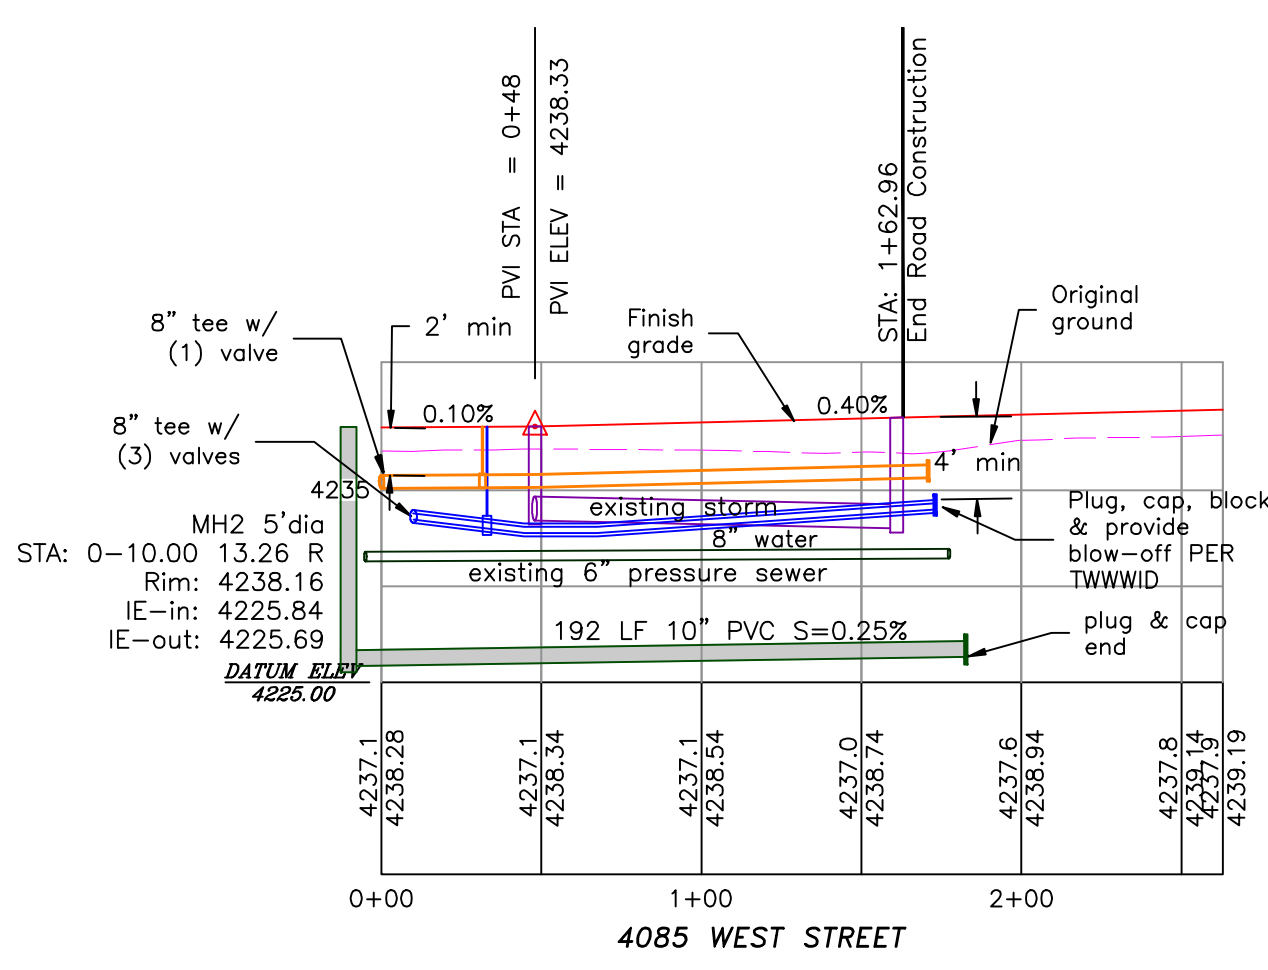 PVI STA = 0+48
PVI ELEV = 4238.33
STA: 1+62.96
End Road Construction
8" tee w/
(1) valve
2' min
Finish
grade
Original
ground
0.10%
0.40%
8" tee w/
(3) valves
4' min
4235
existing storm
Plug, cap, block
& provide
blow-off PER
TWWWID
MH2 5'dia
STA: 0-10.00 13.26 R
Rim: 4238.16
IE-in: 4225.84
IE-out: 4225.69
8" water
existing 6" pressure sewer
192 LF 10" PVC S=0.25%
plug & cap
end
DATUM ELEV
4225.00
4237.1
4238.28
4237.1
4238.34
4237.1
4238.54
4237.0
4238.74
4237.6
4238.94
4237.8
4239.14
4237.9
4239.19
0+00
1+00
2+00
4085 WEST STREET